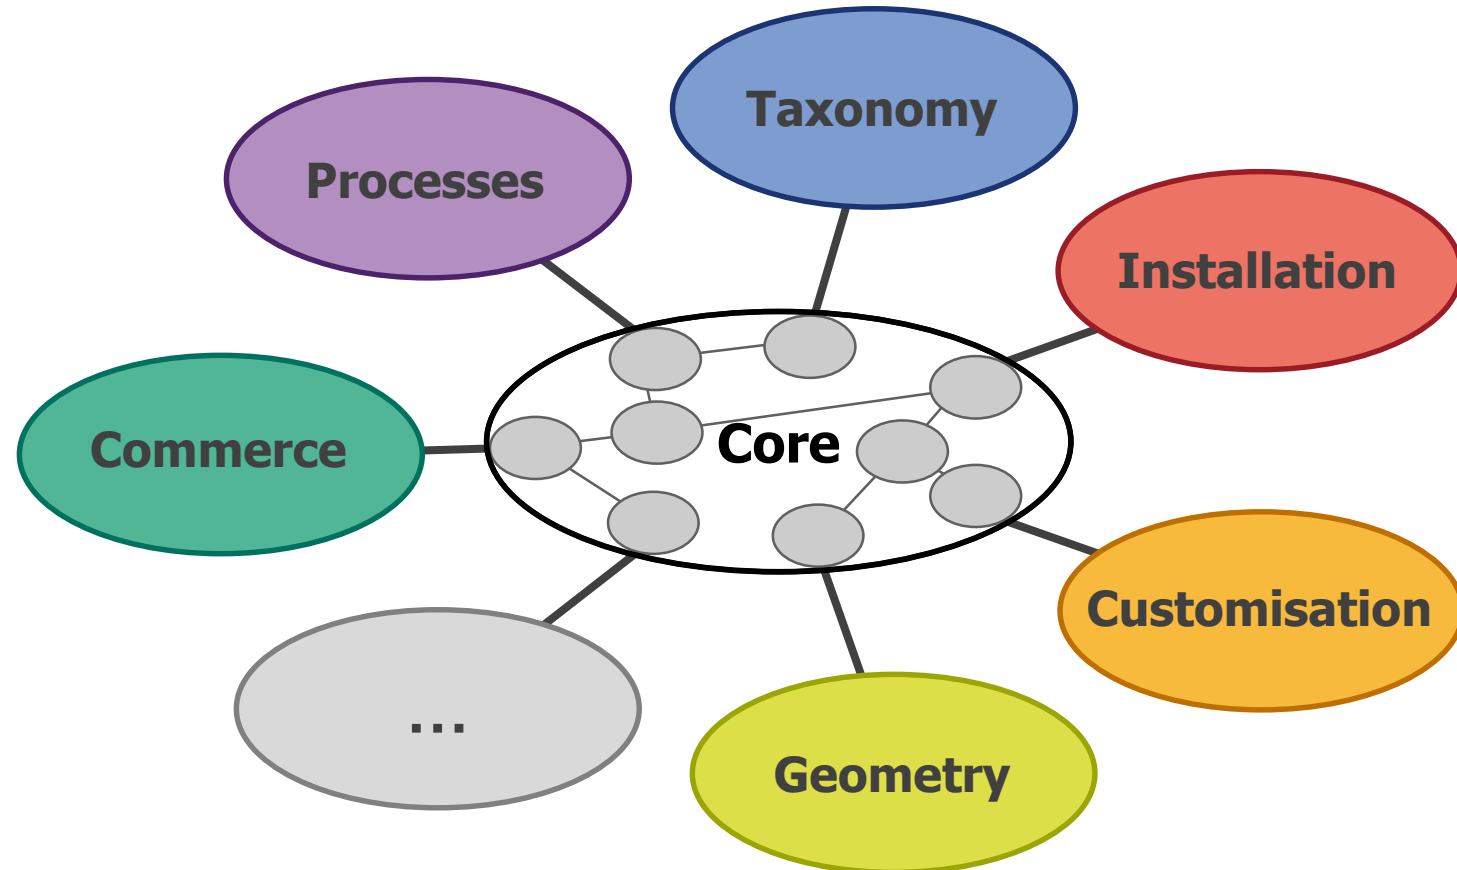 Taxonomy
Processes
Installation
Core
Commerce
Customisation
...
Geometry